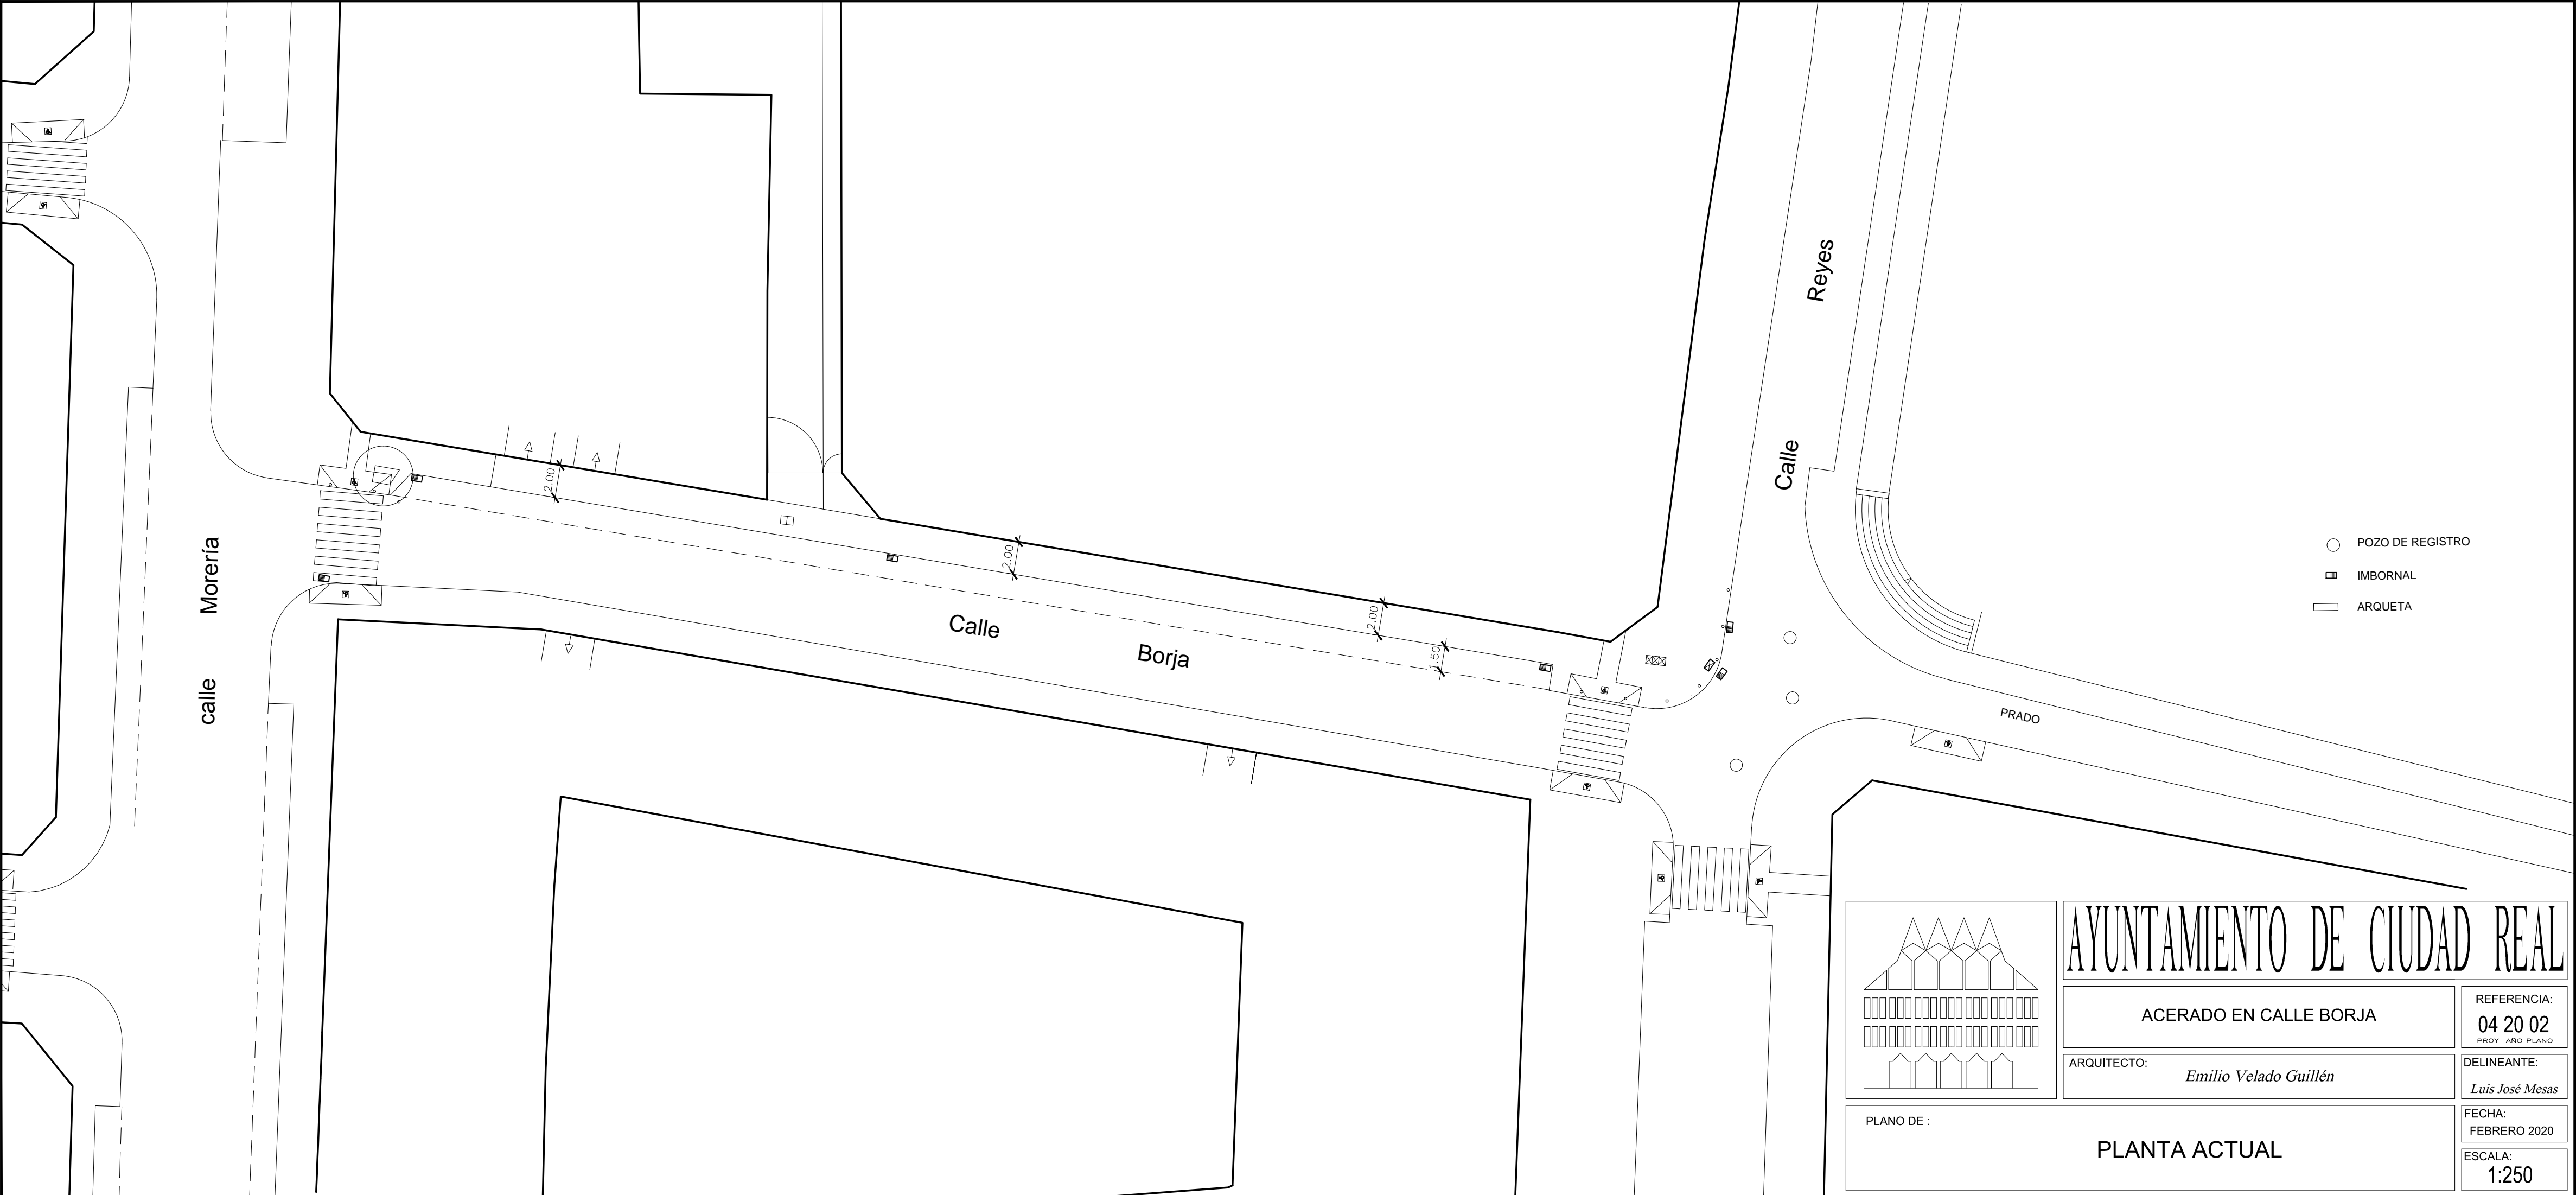 calle Morería
2.00
2.00
2.00
1.50
Calle Borja
Calle Reyes
PRADO
POZO DE REGISTRO
IMBORNAL
ARQUETA
AYUNTAMIENTO DE CIUDAD REAL
ACERADO EN CALLE BORJA
REFERENCIA:
04 20 02
PROY AÑO PLANO
ARQUITECTO:
Emilio Velado Guillén
DELINEANTE:
Luis José Mesas
PLANO DE :
PLANTA ACTUAL
FECHA:
FEBRERO 2020
ESCALA:
1:250